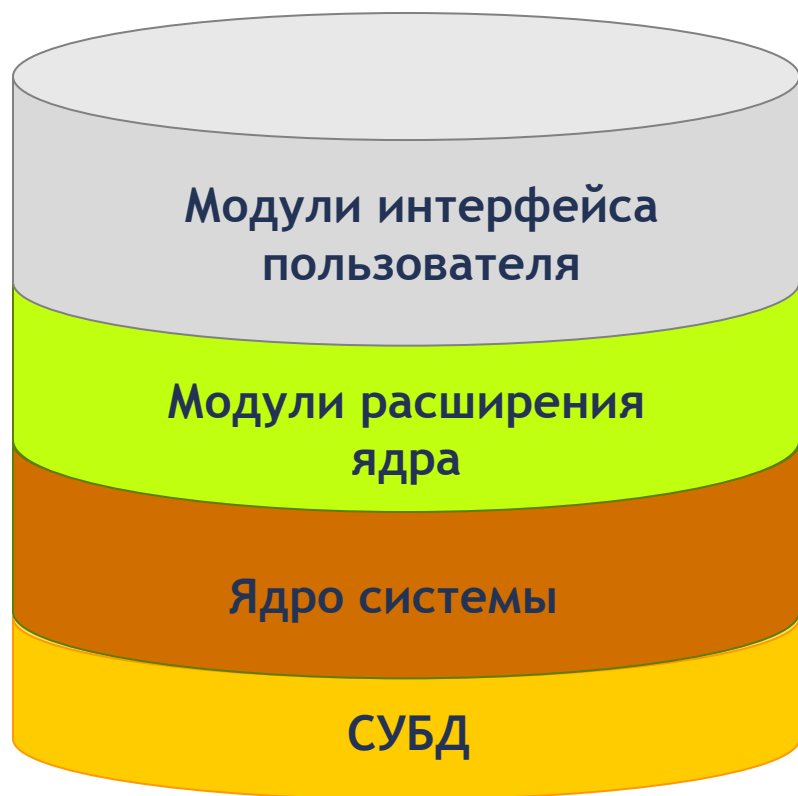 Модули интерфейса
пользователя
Модули расширения
ядра
Ядро системы
СУБД